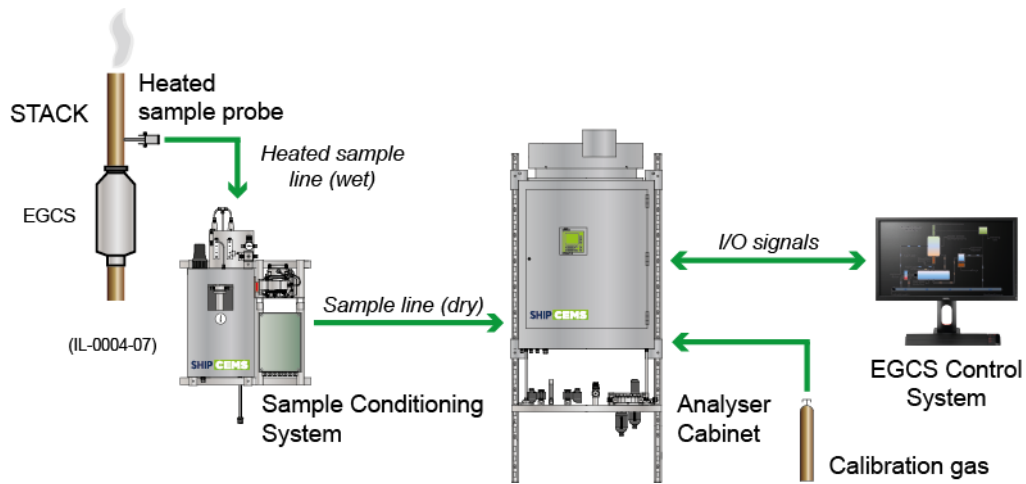 Heated
sample probe
STACK
Heated sample
line (wet)
EGCS
I/O signals
Sample line (dry)
SHIP CEMS
(IL-0004-07)
SHIP CEMS
EGCS Control
System
Sample Conditioning
System
Analyser
Cabinet
Calibration gas